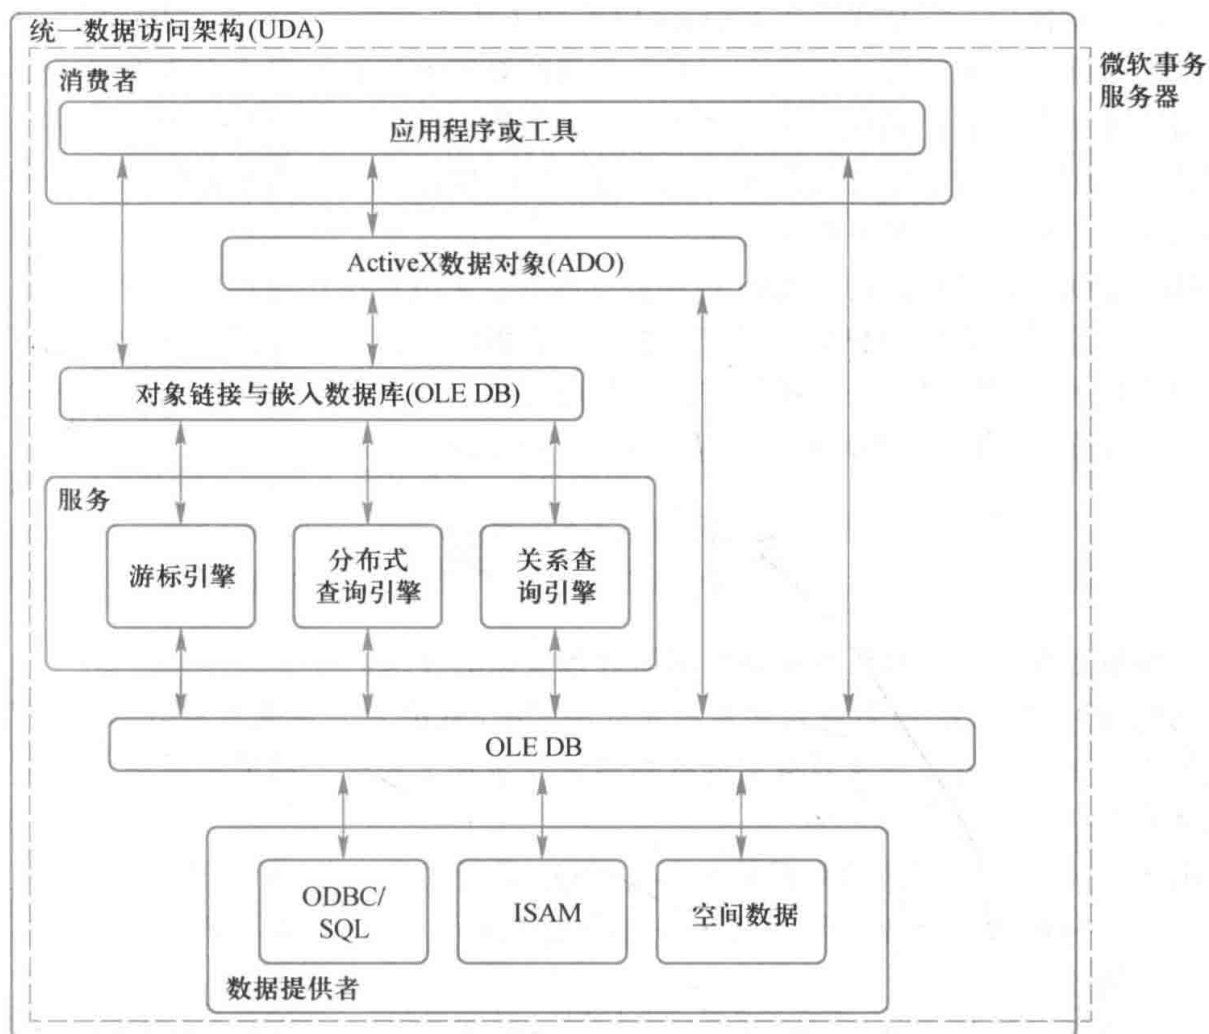 统一数据访问架构(UDA)
微软事务
服务器
消费者
应用程序或工具
ActiveX数据对象(ADO)
对象链接与嵌入数据库(OLE DB)
服务
游标引擎
分布式
查询引擎
关系查
询引擎
OLE DB
ODBC/
SQL
ISAM
空间数据
数据提供者